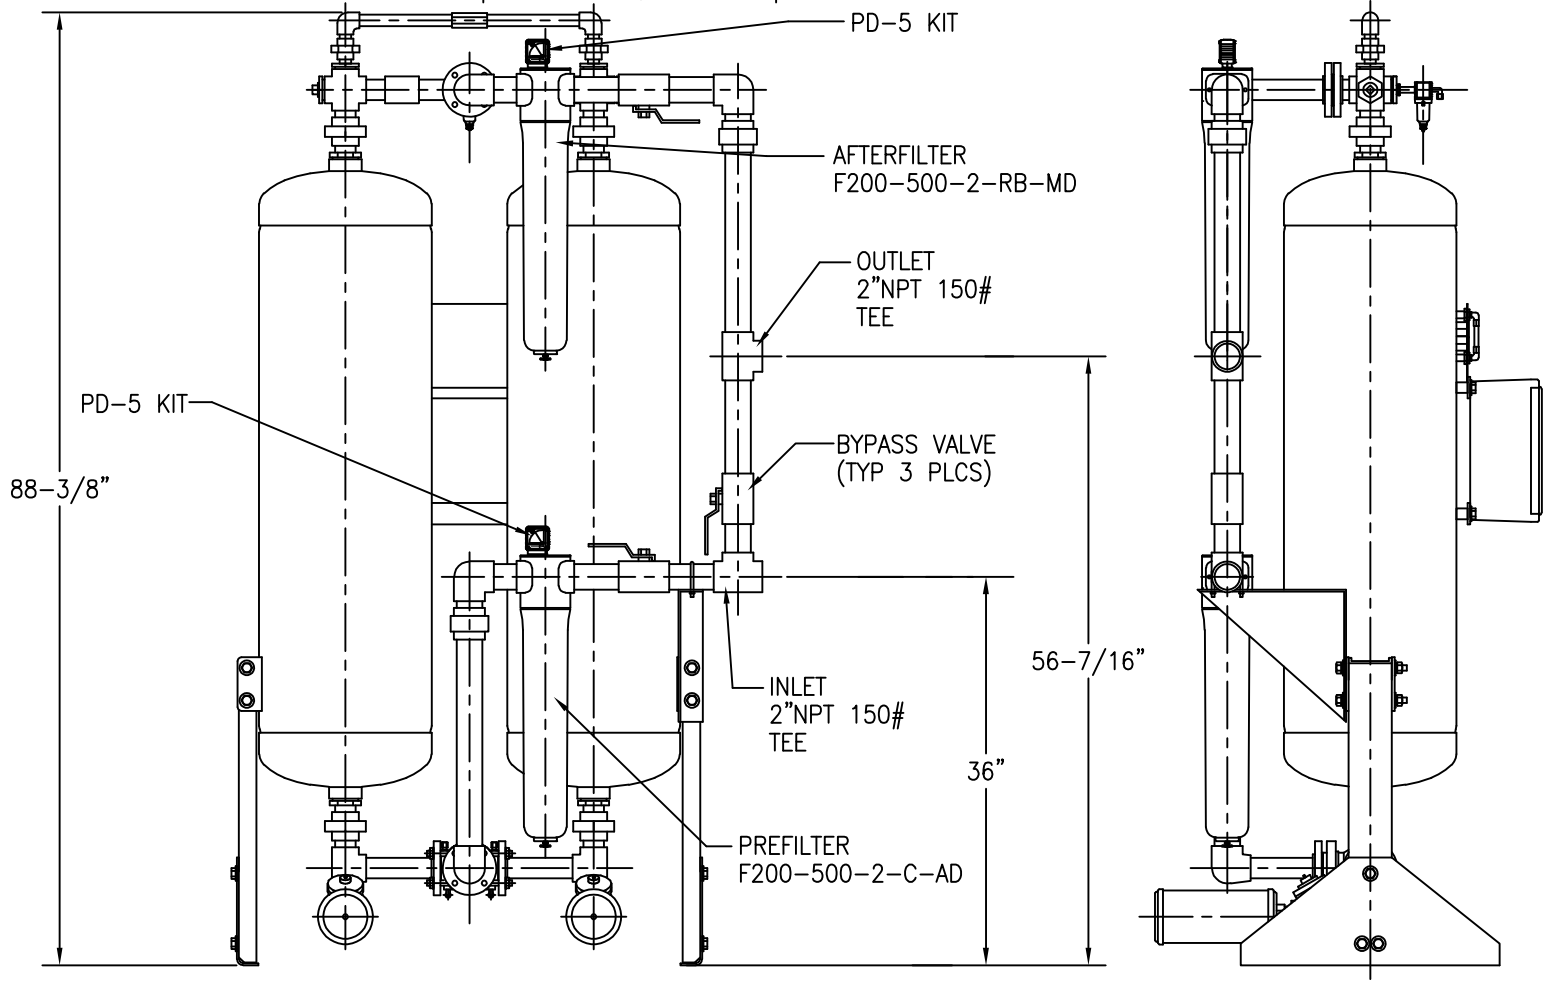 PD-5 KIT
AFTERFILTER
F200-500-2-RB-MD
OUTLET
2"NPT 150#
TEE
PD-5 KIT
BYPASS VALVE
(TYP 3 PLCS)
88-3/8"
56-7/16"
INLET
2"NPT 150#
TEE
36"
PREFILTER
F200-500-2-C-AD